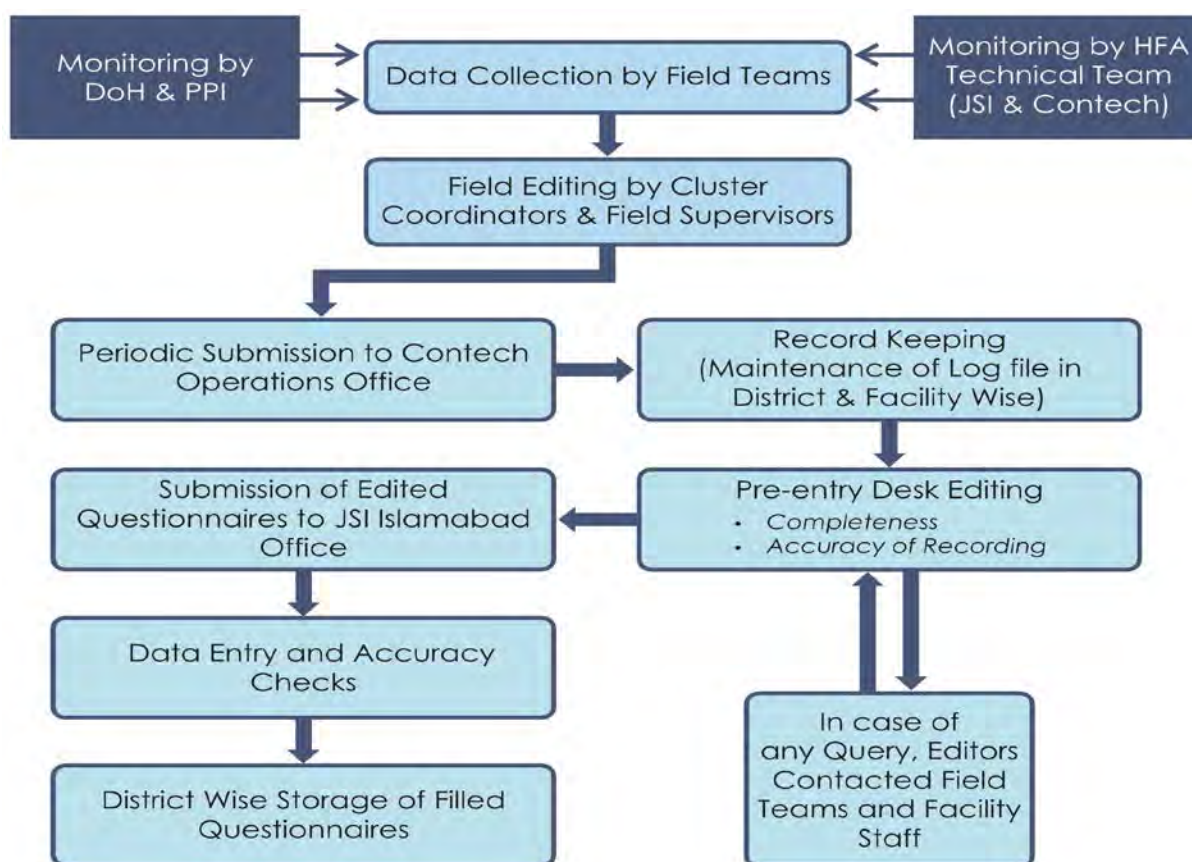 Monitoring by
DoH & PPI
Data Collection by Field Teams
Monitoring by HFA
Technical Team
(JSI & Contech)
Field Editing by Cluster
Coordinators & Field Supervisors
Periodic Submission to Contech
Operations Office
Record Keeping
(Maintenance of Log file in
District & Facility Wise)
Submission of Edited
Questionnaires to JSI Islamabad
Office
Pre-entry Desk Editing
• Completeness
• Accuracy of Recording
Data Entry and Accuracy
Checks
In case of
any Query, Editors
Contacted Field
Teams and Facility
Staff
District Wise Storage of Filled
Questionnaires